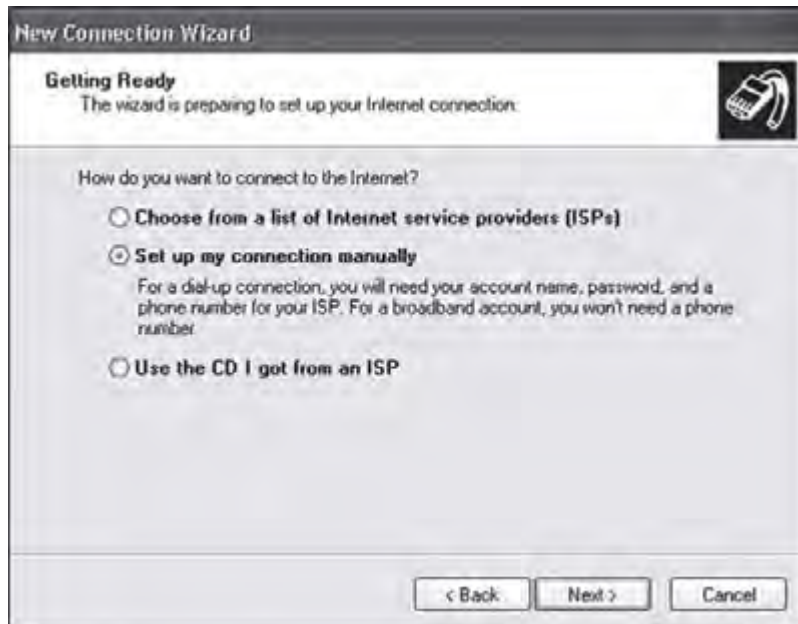 New Connection Wizard
Getting Ready
The wizard is preparing to set up your Internet connection.
How do you want to connect to the Internet?
Choose from a list of Internet service providers (ISPs)
Set up my connection manually
For a dial-up connection, you will need your account name, password, and a
phone number for your ISP. For a broadband account, you won't need a phone
number.
Use the CD I got from an ISP
< Back
Next >
Cancel